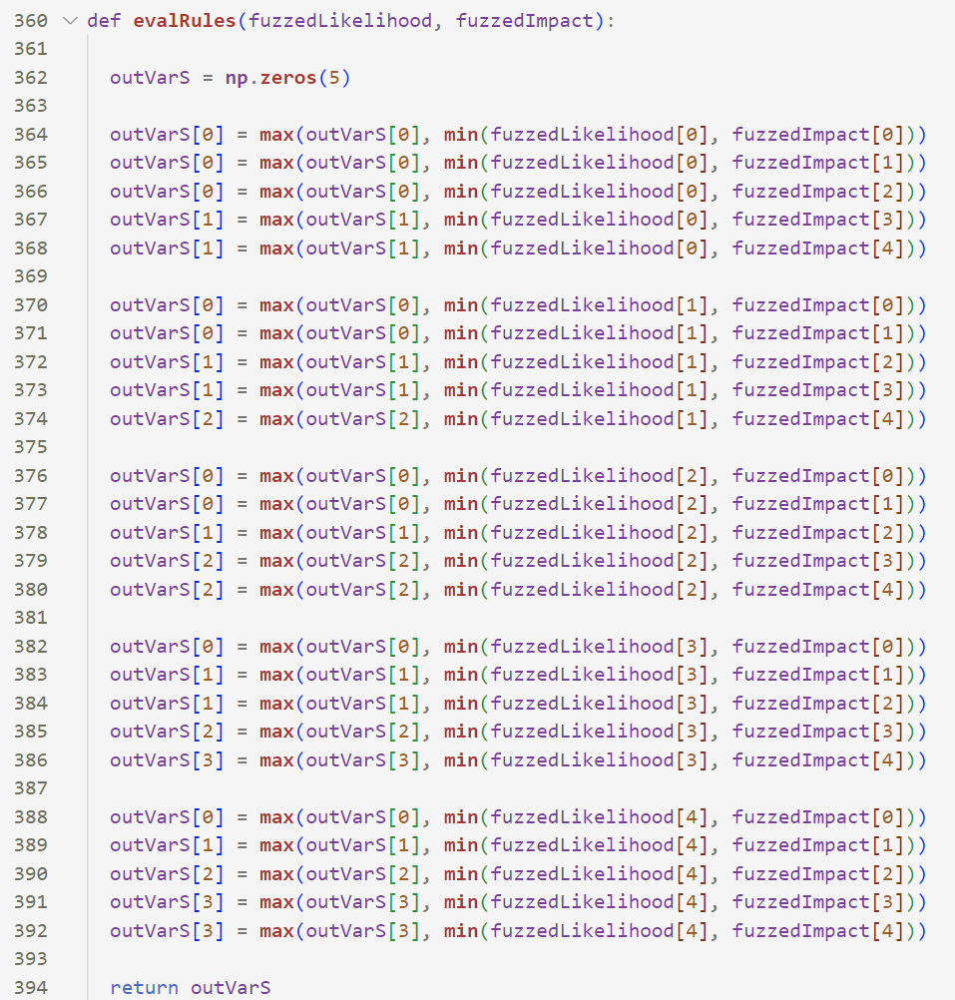 360 def evalRules(fuzzedLikelihood, fuzzedImpact):
361
362 outVarS = np.zeros(5)
363
364 outVarS[0] = max(outVarS[0], min(fuzzedLikelihood[0], fuzzedImpact[0]))
365 outVarS[0] = max(outVarS[0], min(fuzzedLikelihood[0], fuzzedImpact[1]))
366 outVarS[0] = max(outVarS[0], min(fuzzedLikelihood[0], fuzzedImpact[2]))
367 outVarS[1] = max(outVarS[1], min(fuzzedLikelihood[0], fuzzedImpact[3]))
368 outVarS[1] = max(outVarS[1], min(fuzzedLikelihood[0], fuzzedImpact[4]))
369
370 outVarS[0] = max(outVarS[0], min(fuzzedLikelihood[1], fuzzedImpact[0]))
371 outVarS[0] = max(outVarS[0], min(fuzzedLikelihood[1], fuzzedImpact[1]))
372 outVarS[1] = max(outVarS[1], min(fuzzedLikelihood[1], fuzzedImpact[2]))
373 outVarS[1] = max(outVarS[1], min(fuzzedLikelihood[1], fuzzedImpact[3]))
374 outVarS[2] = max(outVarS[2], min(fuzzedLikelihood[1], fuzzedImpact[4]))
375
376 outVarS[0] = max(outVarS[0], min(fuzzedLikelihood[2], fuzzedImpact[0]))
377 outVarS[0] = max(outVarS[0], min(fuzzedLikelihood[2], fuzzedImpact[1]))
378 outVarS[1] = max(outVarS[1], min(fuzzedLikelihood[2], fuzzedImpact[2]))
379 outVarS[2] = max(outVarS[2], min(fuzzedLikelihood[2], fuzzedImpact[3]))
380 outVarS[2] = max(outVarS[2], min(fuzzedLikelihood[2], fuzzedImpact[4]))
381
382 outVarS[0] = max(outVarS[0], min(fuzzedLikelihood[3], fuzzedImpact[0]))
383 outVarS[1] = max(outVarS[1], min(fuzzedLikelihood[3], fuzzedImpact[1]))
384 outVarS[1] = max(outVarS[1], min(fuzzedLikelihood[3], fuzzedImpact[2]))
385 outVarS[2] = max(outVarS[2], min(fuzzedLikelihood[3], fuzzedImpact[3]))
386 outVarS[3] = max(outVarS[3], min(fuzzedLikelihood[3], fuzzedImpact[4]))
387
388 outVarS[0] = max(outVarS[0], min(fuzzedLikelihood[4], fuzzedImpact[0]))
389 outVarS[1] = max(outVarS[1], min(fuzzedLikelihood[4], fuzzedImpact[1]))
390 outVarS[2] = max(outVarS[2], min(fuzzedLikelihood[4], fuzzedImpact[2]))
391 outVarS[3] = max(outVarS[3], min(fuzzedLikelihood[4], fuzzedImpact[3]))
392 outVarS[3] = max(outVarS[3], min(fuzzedLikelihood[4], fuzzedImpact[4]))
393
394 return outVarS